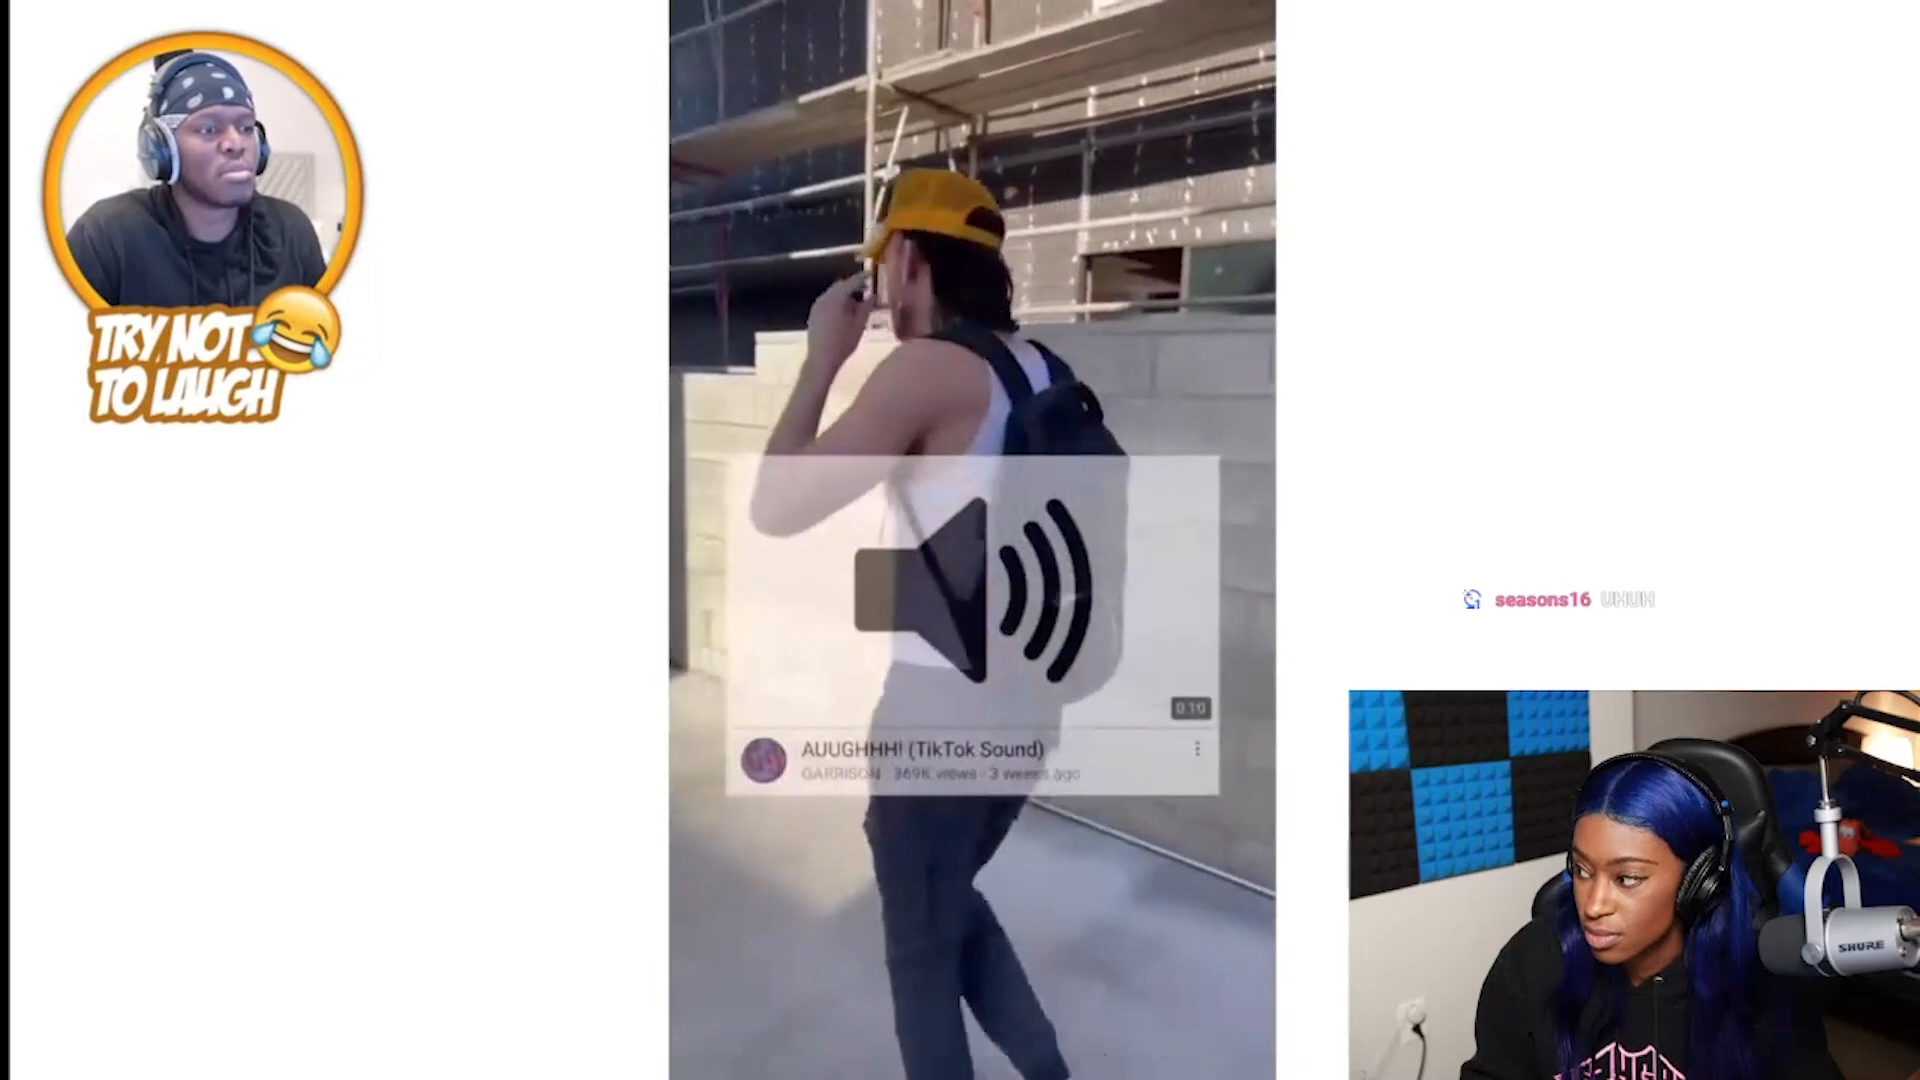 TRY NOT
TO LAUGH
0:10
AUUGHHH! (TikTok Sound)
GARRISON · 369K views · 3 weeks ago
seasons16 UHUH
SHURE